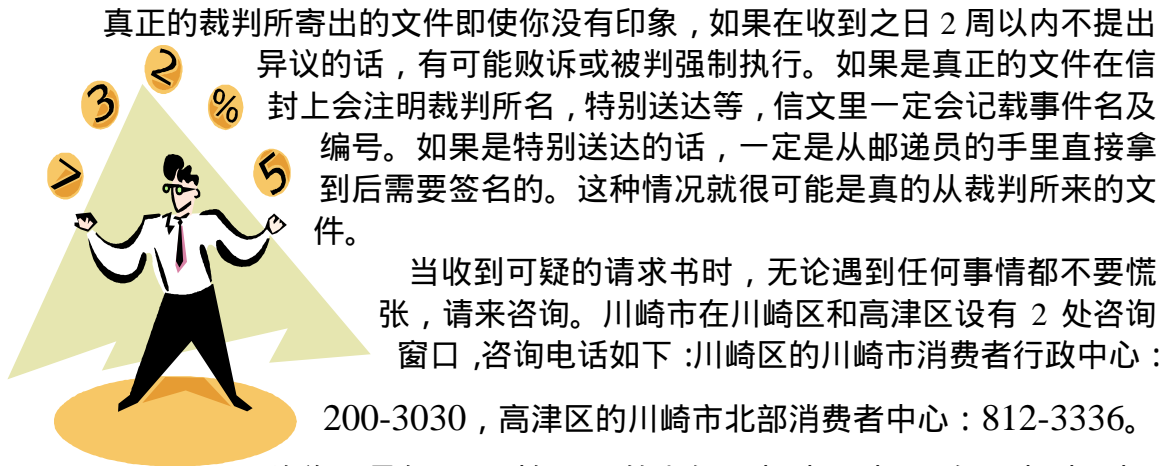 真正的裁判所寄出的文件即使你没有印象，如果在收到之日 2 周以内不提出
异议的话，有可能败诉或被判强制执行。如果是真正的文件在信
封上会注明裁判所名，特别送达等，信文里一定会记载事件名及
编号。如果是特别送达的话，一定是从邮递员的手里直接拿
到后需要签名的。这种情况就很可能是真的从裁判所来的文
件。
当收到可疑的请求书时，无论遇到任何事情都不要慌
张，请来咨询。川崎市在川崎区和高津区设有 2 处咨询
窗口，咨询电话如下：川崎区的川崎市消费者行政中心：
200-3030，高津区的川崎市北部消费者中心：812-3336。
2
3
%
>
5